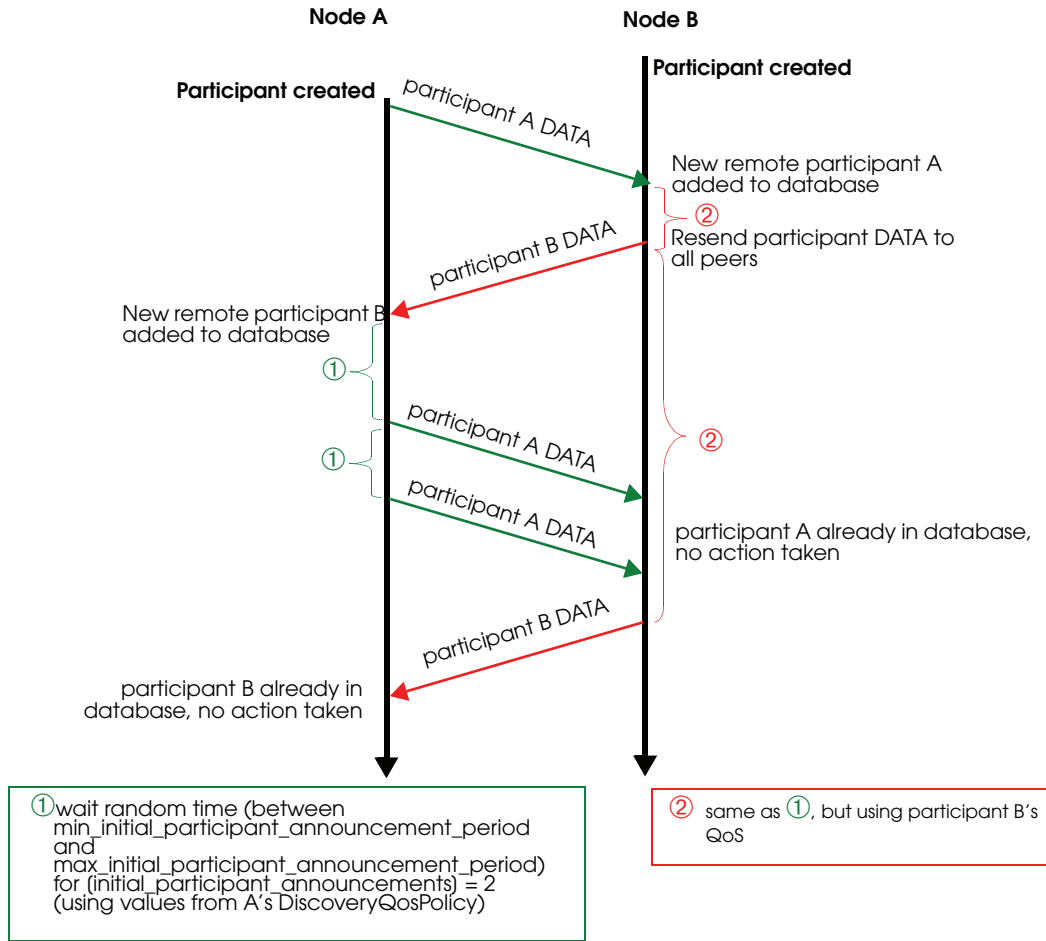 Node A
Node B
Participant created
Participant created
participant A DATA
New remote participant A
added to database
②
participant B DATA
Resend participant DATA to
all peers
New remote participant B
added to database
①
participant A DATA
②
①
participant A DATA
participant A already in database,
no action taken
participant B DATA
participant B already in
database, no action taken
① wait random time (between
min_initial_participant_announcement_period
and
max_initial_participant_announcement_period)
for (initial_participant_announcements) = 2
(using values from A's DiscoveryQosPolicy)
② same as ①, but using participant B's
QoS